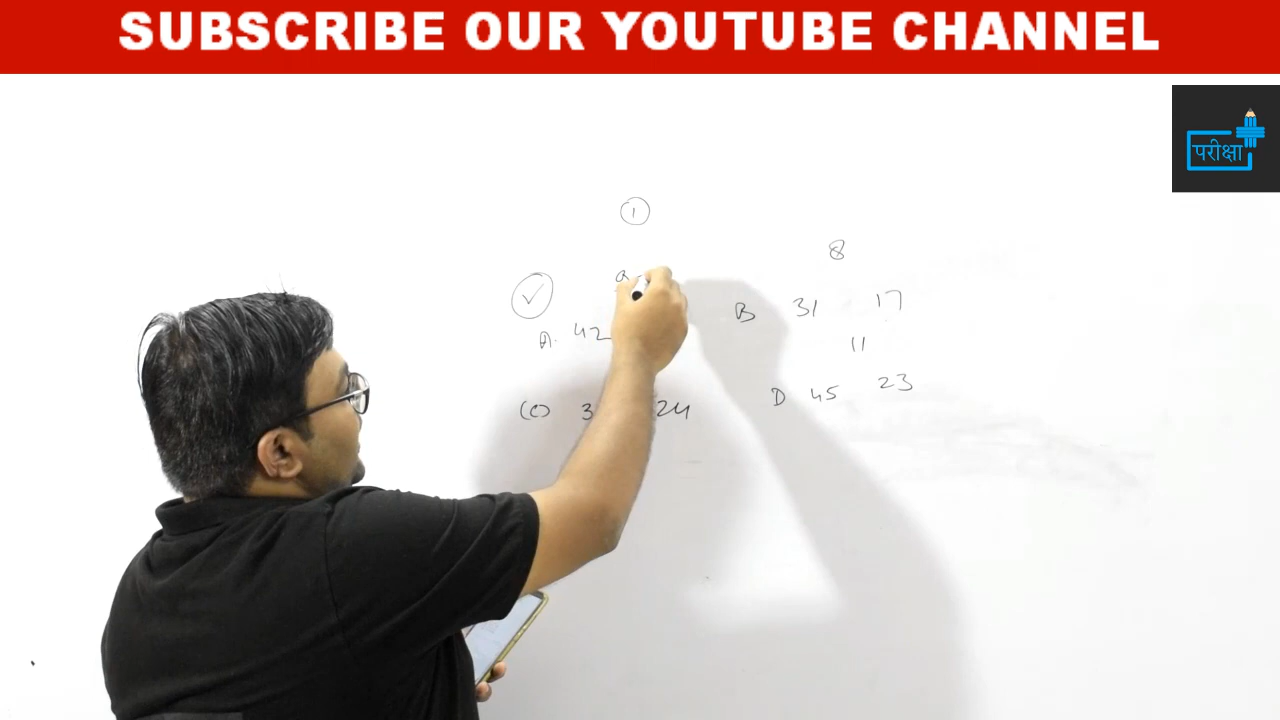 SUBSCRIBE OUR YOUTUBE CHANNEL
परीक्षा
1
8
A. 42
B 31 17
11
(C) 3 24
D 45 23